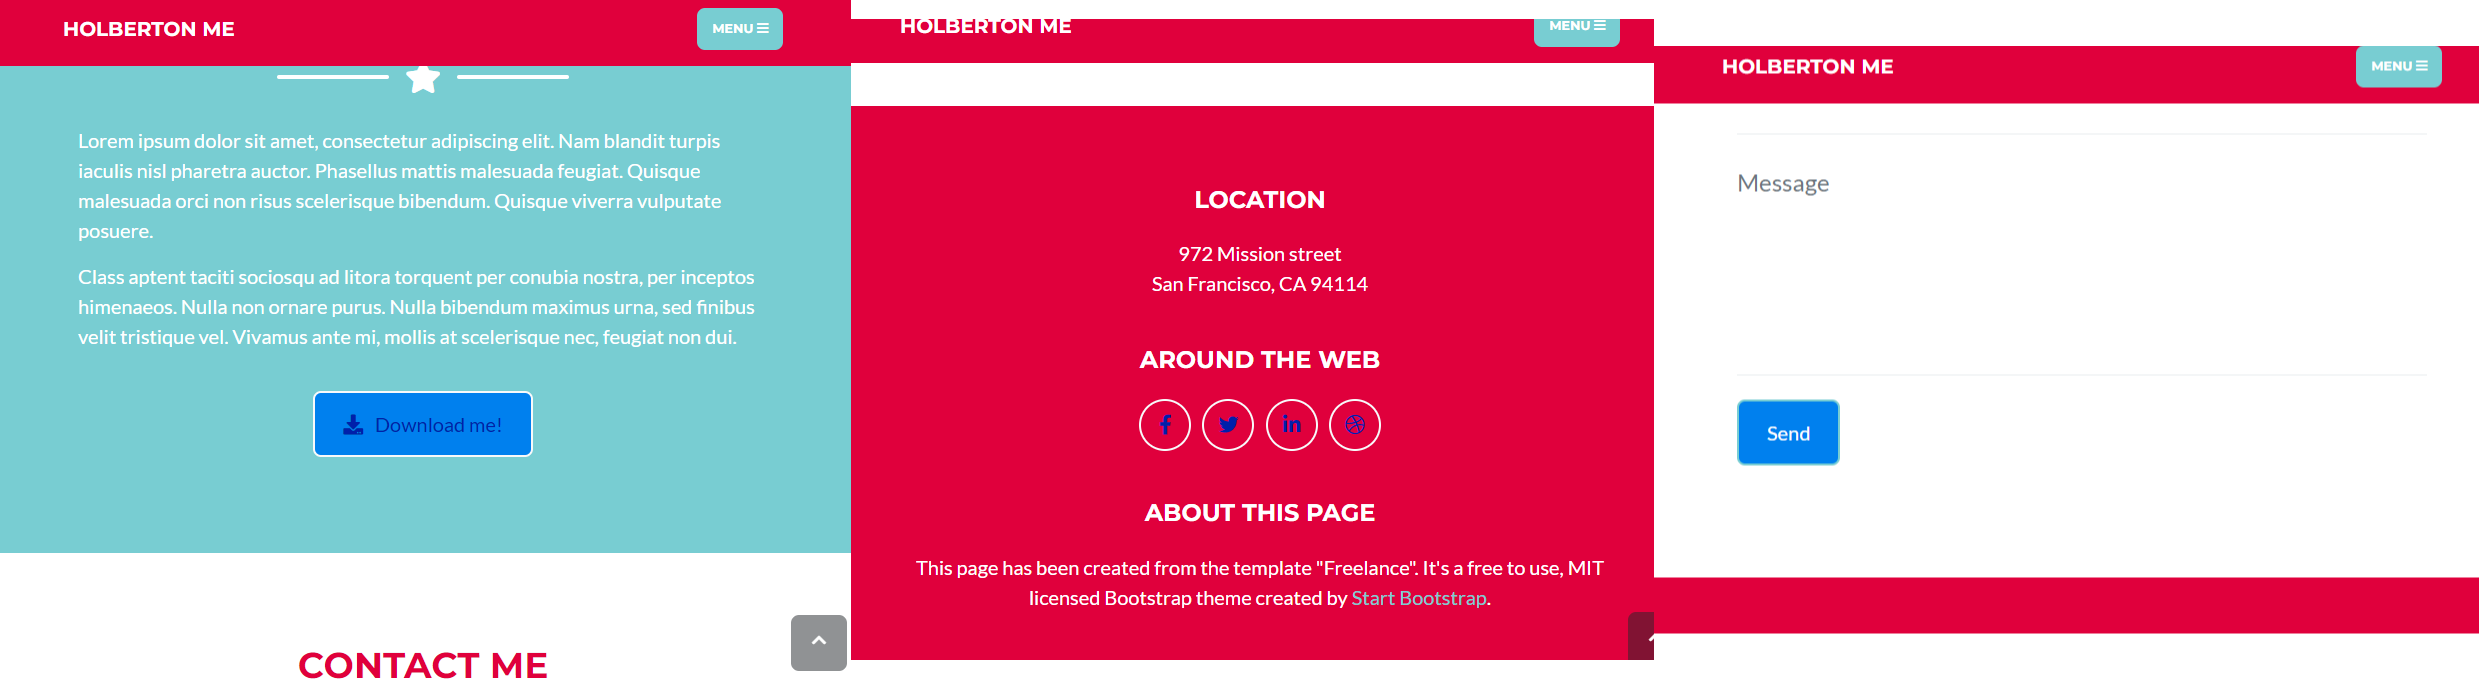 HOLBERTON ME
MENU
Lorem ipsum dolor sit amet, consectetur adipiscing elit. Nam blandit turpis
iaculis nisl pharetra auctor. Phasellus mattis malesuada feugiat. Quisque
malesuada orci non risus scelerisque bibendum. Quisque viverra vulputate
posuere.
Class aptent taciti sociosqu ad litora torquent per conubia nostra, per inceptos
himenaeos. Nulla non ornare purus. Nulla bibendum maximus urna, sed finibus
velit tristique vel. Vivamus ante mi, mollis at scelerisque nec, feugiat non dui.
Download me!
CONTACT ME
HOLBERTON ME
MENU
LOCATION
972 Mission street
San Francisco, CA 94114
AROUND THE WEB
ABOUT THIS PAGE
This page has been created from the template "Freelance". It's a free to use, MIT
licensed Bootstrap theme created by Start Bootstrap.
HOLBERTON ME
MENU
Message
Send